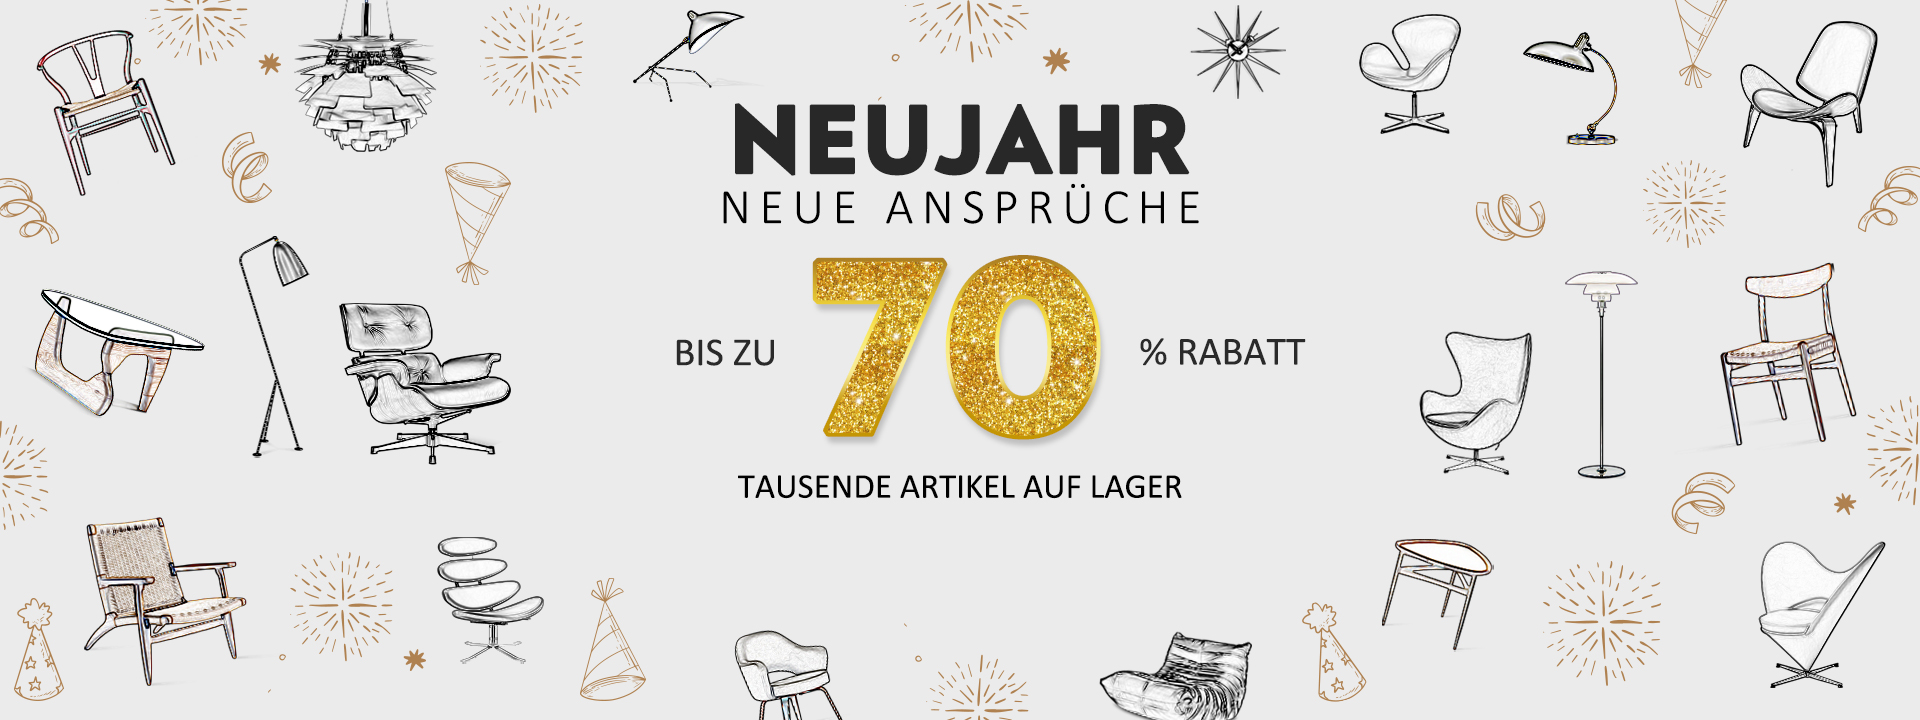 NEUJAHR
NEUE ANSPRÜCHE
BIS ZU 70 % RABATT
TAUSENDE ARTIKEL AUF LAGER